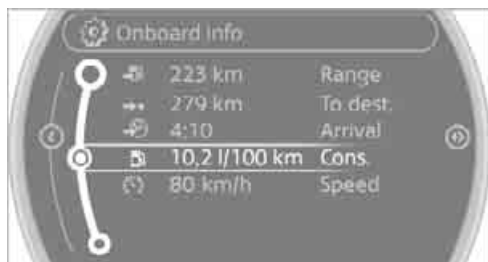 Onboard info
223 km Range
279 km To dest.
4:10 Arrival
10,2 l/100 km Cons.
80 km/h Speed